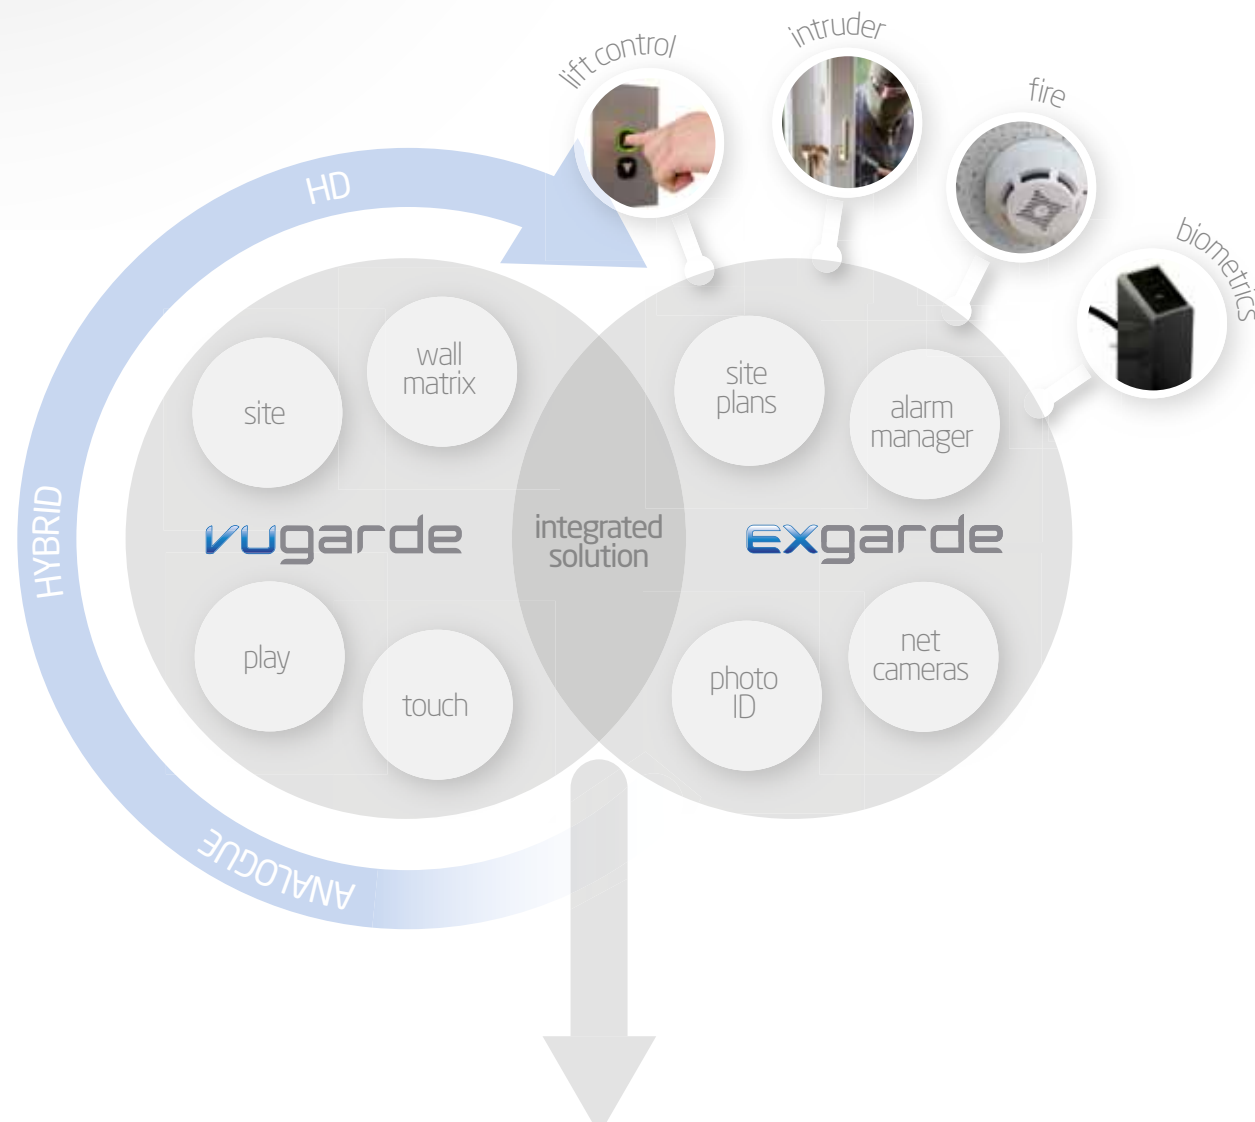 lift control
intruder
fire
biometrics
HD
HYBRID
ANALOGUE
site
wall
matrix
vugarde
play
touch
integrated
solution
site
plans
alarm
manager
exgarde
photo
ID
net
cameras